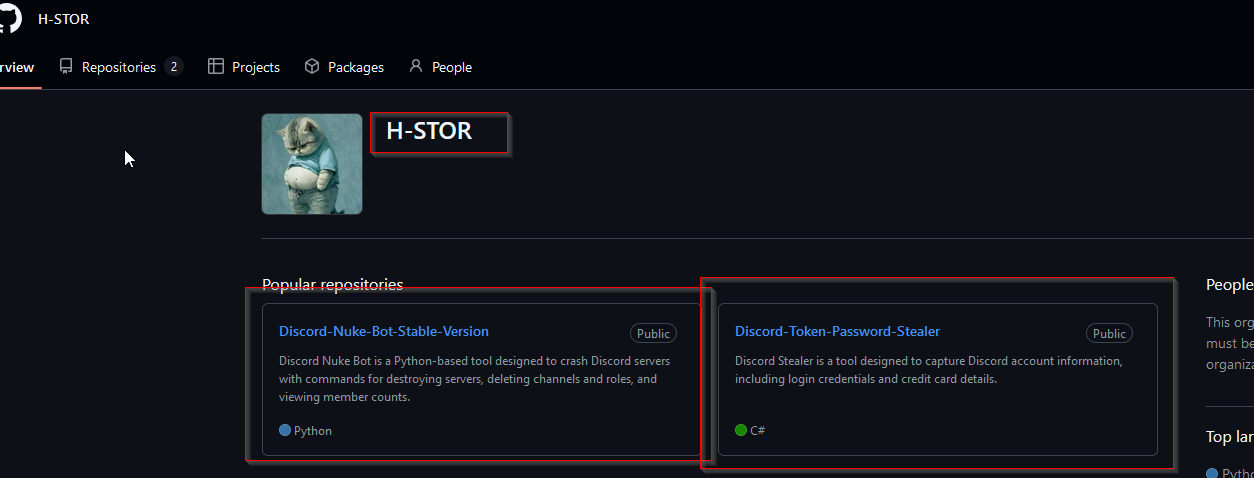 H-STOR
rview
Repositories 2
Projects
Packages
People
H-STOR
Popular repositories
Discord-Nuke-Bot-Stable-Version
Public
Discord Nuke Bot is a Python-based tool designed to crash Discord servers
with commands for destroying servers, deleting channels and roles, and
viewing member counts.
Python
Discord-Token-Password-Stealer
Public
Discord Stealer is a tool designed to capture Discord account information,
including login credentials and credit card details.
C#
People
This org
must be
organiza
Top lan
Pytho